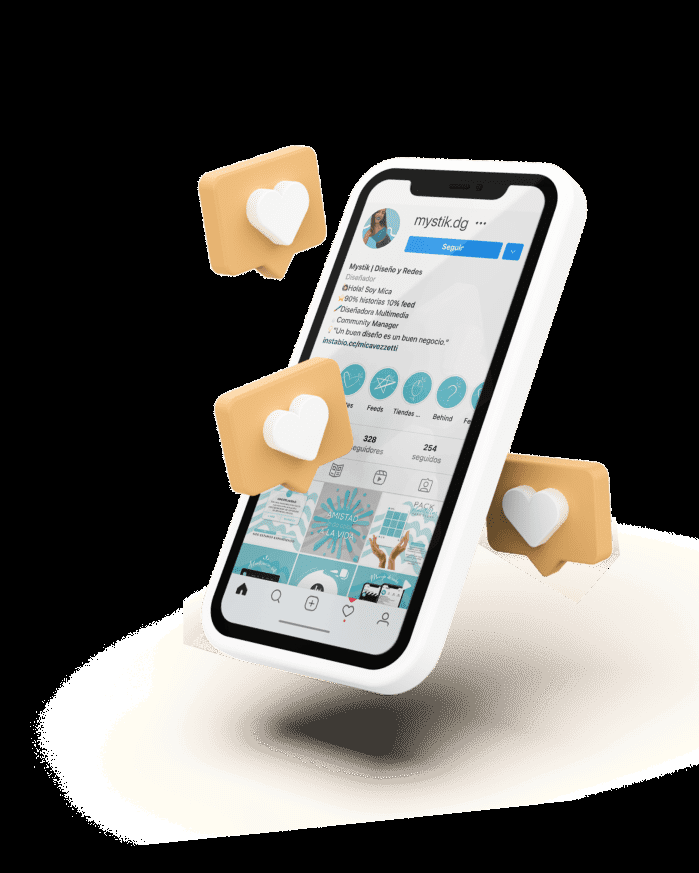 mystik.dg
Seguir
Mystik | Diseño y Redes
Diseñador
Hola! Soy Mica
90% historias 10% feed
Diseñadora Multimedia
Community Manager
"Un buen diseño es un buen negocio."
instabio.cc/micavezzetti
Feeds
Tiendas ...
Behind
328
254
seguidos
AMISTAD
LA VIDA
PACK